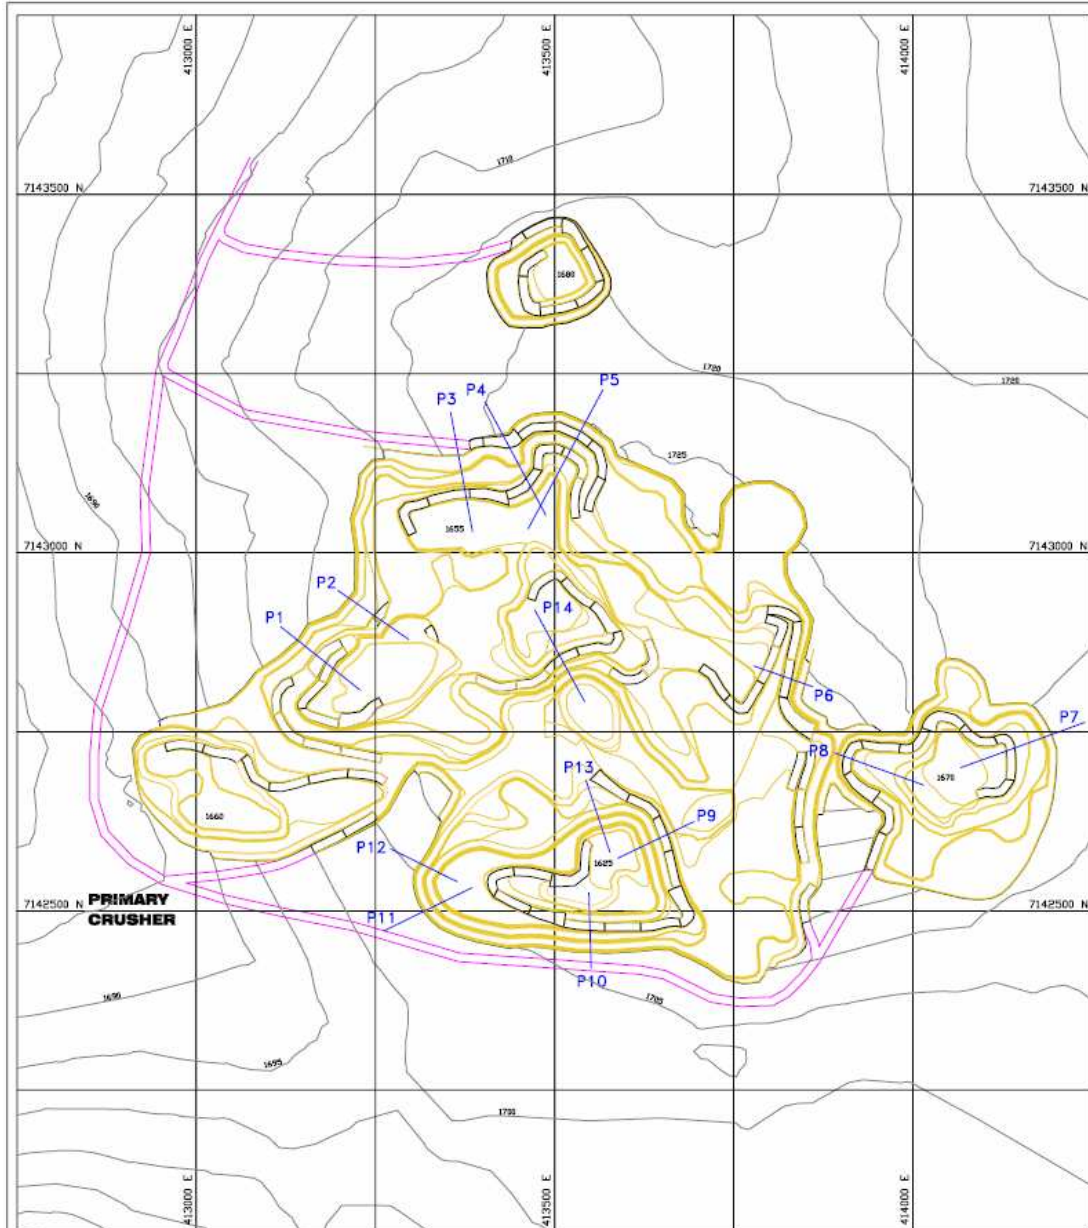 413000 E
413500 E
414000 E
1710
7143500 N
7143500 N
1680
1720
1720
P5
P4
P3
1725
1690
1655
7143000 N
7143000 N
P2
P14
P1
P6
P7
P8
P13
1670
1660
P9
P12
1625
PRIMARY
CRUSHER
7142500 N
7142500 N
P11
P10
1690
1705
1695
1700
413000 E
413500 E
414000 E